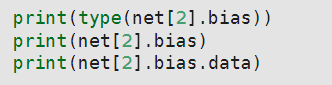 print(type(net[2].bias))
print(net[2].bias)
print(net[2].bias.data)